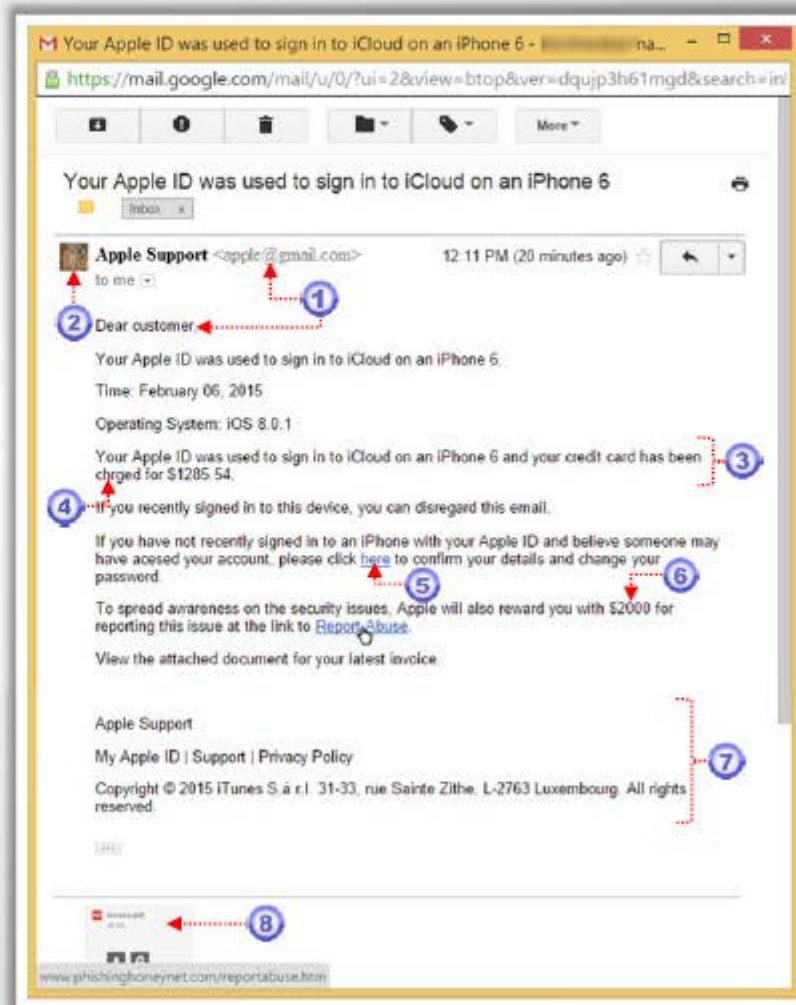 Your Apple ID was used to sign in to iCloud on an iPhone 6 - na...
https://mail.google.com/mail/u/0/?ui=2&view=btop&ver=dqujp3h61mgd&search=in
More
Your Apple ID was used to sign in to iCloud on an iPhone 6
Inbox x
Apple Support <apple@gmail.com> 12:11 PM (20 minutes ago)
to me
1
2
Dear customer
Your Apple ID was used to sign in to iCloud on an iPhone 6.
Time: February 06, 2015
Operating System: iOS 8.0.1
Your Apple ID was used to sign in to iCloud on an iPhone 6 and your credit card has been
chrged for $1285.54.
3
4
If you recently signed in to this device, you can disregard this email.
If you have not recently signed in to an iPhone with your Apple ID and believe someone may
have acesed your account, please click here to confirm your details and change your
password.
5
6
To spread awareness on the security issues, Apple will also reward you with $2000 for
reporting this issue at the link to Report Abuse.
View the attached document for your latest invoice
Apple Support
My Apple ID | Support | Privacy Policy
7
Copyright © 2015 iTunes S.à r.l. 31-33, rue Sainte Zithe, L-2763 Luxembourg. All rights
reserved.
8
www.phishinghoneynet.com/reportabuse.htm